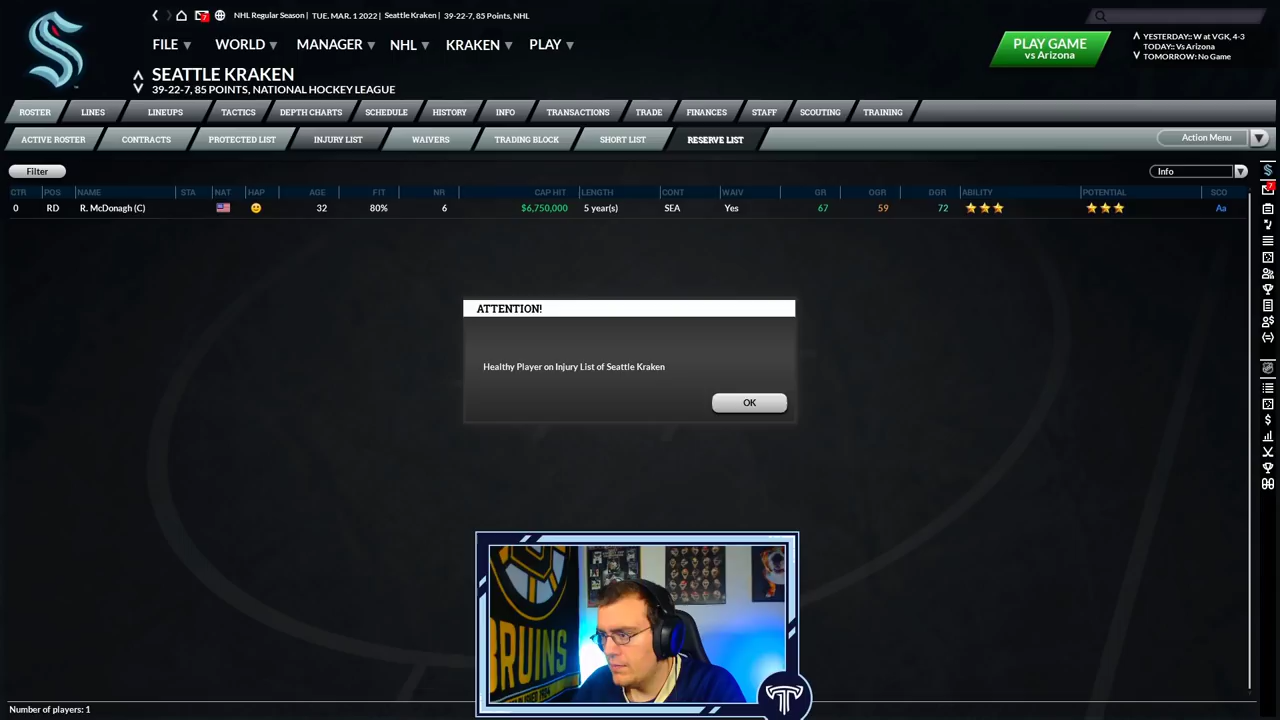 NHL Regular Season | TUE. MAR. 1 2022 | Seattle Kraken | 39-22-7, 85 Points, NHL
7
FILE WORLD MANAGER NHL KRAKEN PLAY
PLAY GAME
vs Arizona
YESTERDAY:: W at VGK, 4-3
TODAY:: Vs Arizona
TOMORROW: No Game
SEATTLE KRAKEN
39-22-7, 85 POINTS, NATIONAL HOCKEY LEAGUE
ROSTER LINES LINEUPS TACTICS DEPTH CHARTS SCHEDULE HISTORY INFO TRANSACTIONS TRADE FINANCES STAFF SCOUTING TRAINING
ACTIVE ROSTER CONTRACTS PROTECTED LIST INJURY LIST WAIVERS TRADING BLOCK SHORT LIST RESERVE LIST Action Menu
Filter Info
CTR POS NAME STA NAT HAP AGE FIT NR CAP HIT LENGTH CONT WAIV GR OGR DGR ABILITY POTENTIAL SCO
0 RD R. McDonagh (C) 32 80% 6 $6,750,000 5 year(s) SEA Yes 67 59 72 Aa
ATTENTION!
Healthy Player on Injury List of Seattle Kraken
OK
BRUINS
Number of players: 1